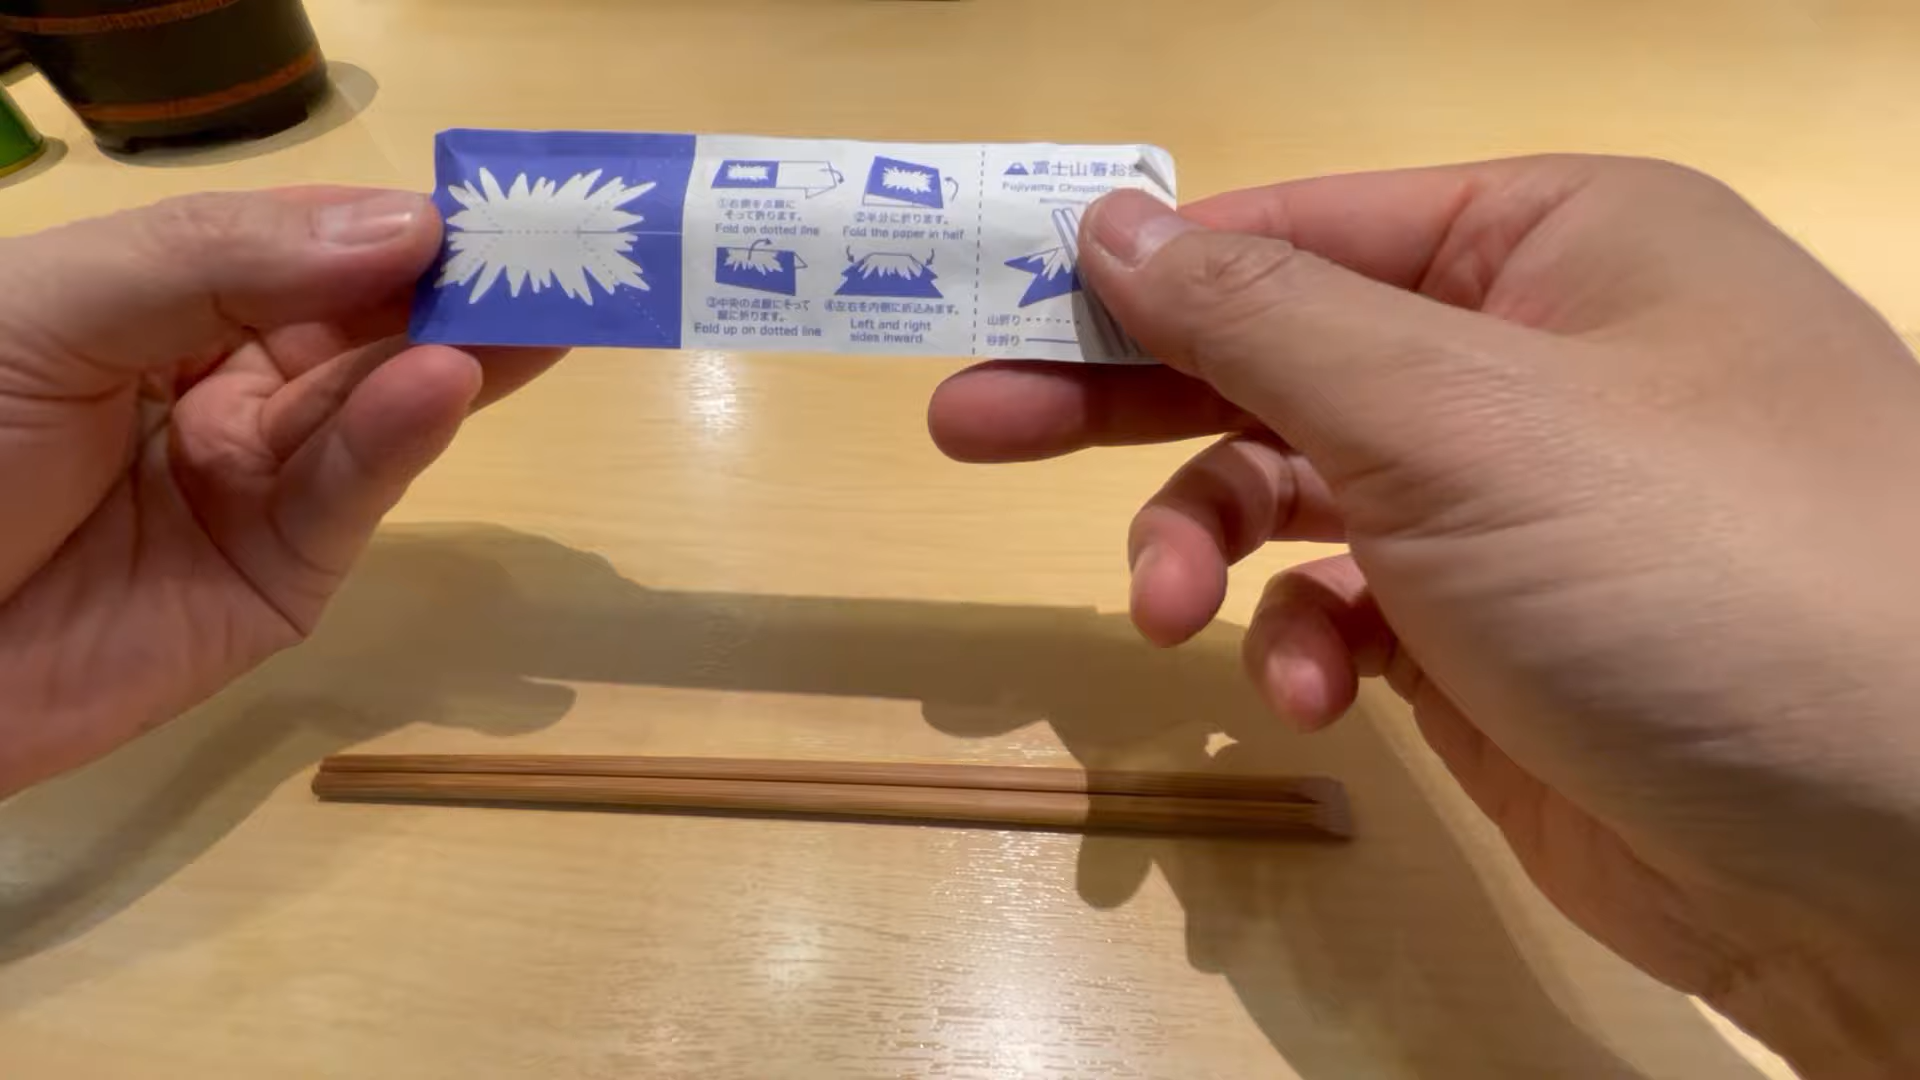 ①右側を点線に
そって折ります。
Fold on dotted line
②半分に折ります。
Fold the paper in half
③中央の点線にそって
縦に折ります。
Fold up on dotted line
④左右を内側に折込みます。
Left and right
sides inward
富士山箸おき
Fujiyama Chopstick
山折り
谷折り